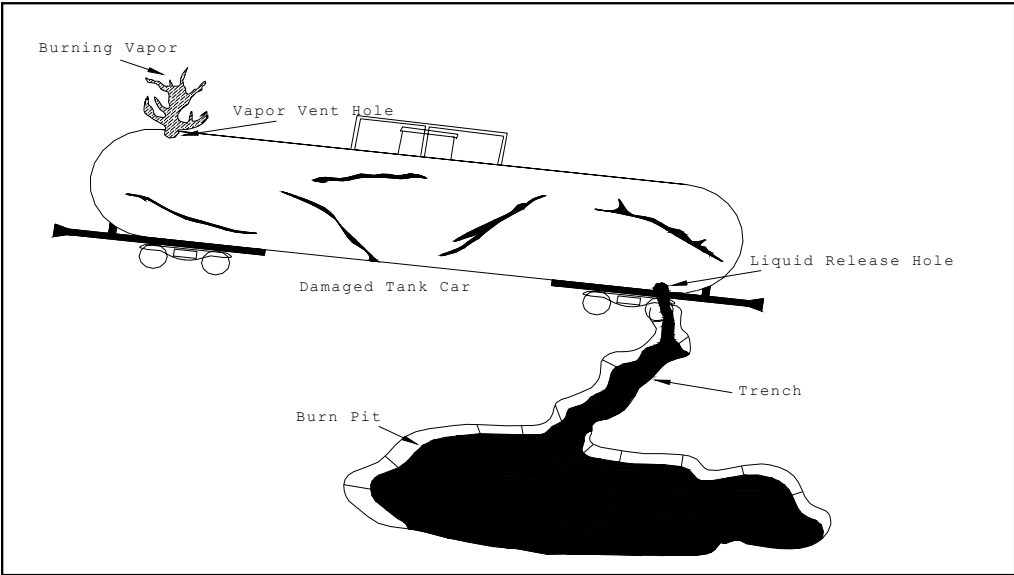 Burning Vapor
Vapor Vent Hole
Liquid Release Hole
Damaged Tank Car
Trench
Burn Pit